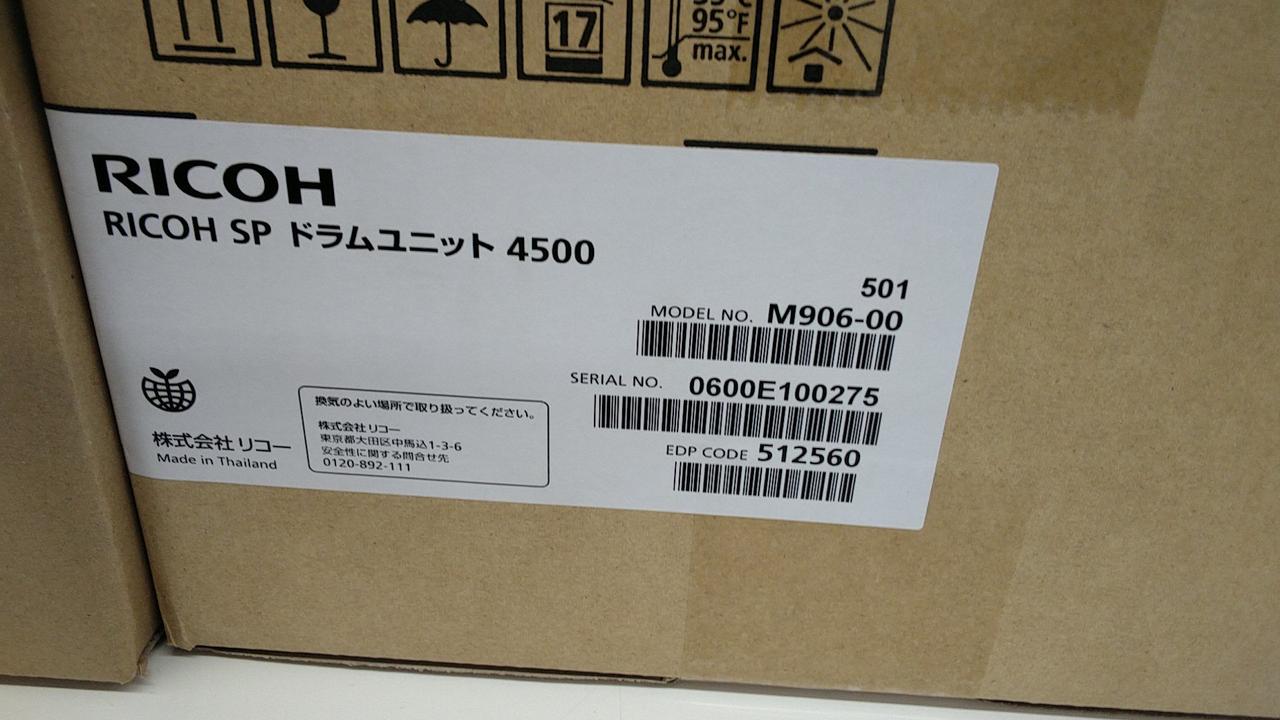 17
95°F
max.
RICOH
RICOH SP ドラムユニット 4500
501
MODEL NO. M906-00
SERIAL NO. 0600E100275
EDP CODE 512560
株式会社リコー
Made in Thailand
換気のよい場所で取り扱ってください。
株式会社リコー
東京都大田区中馬込1-3-6
安全性に関する問合せ先
0120-892-111